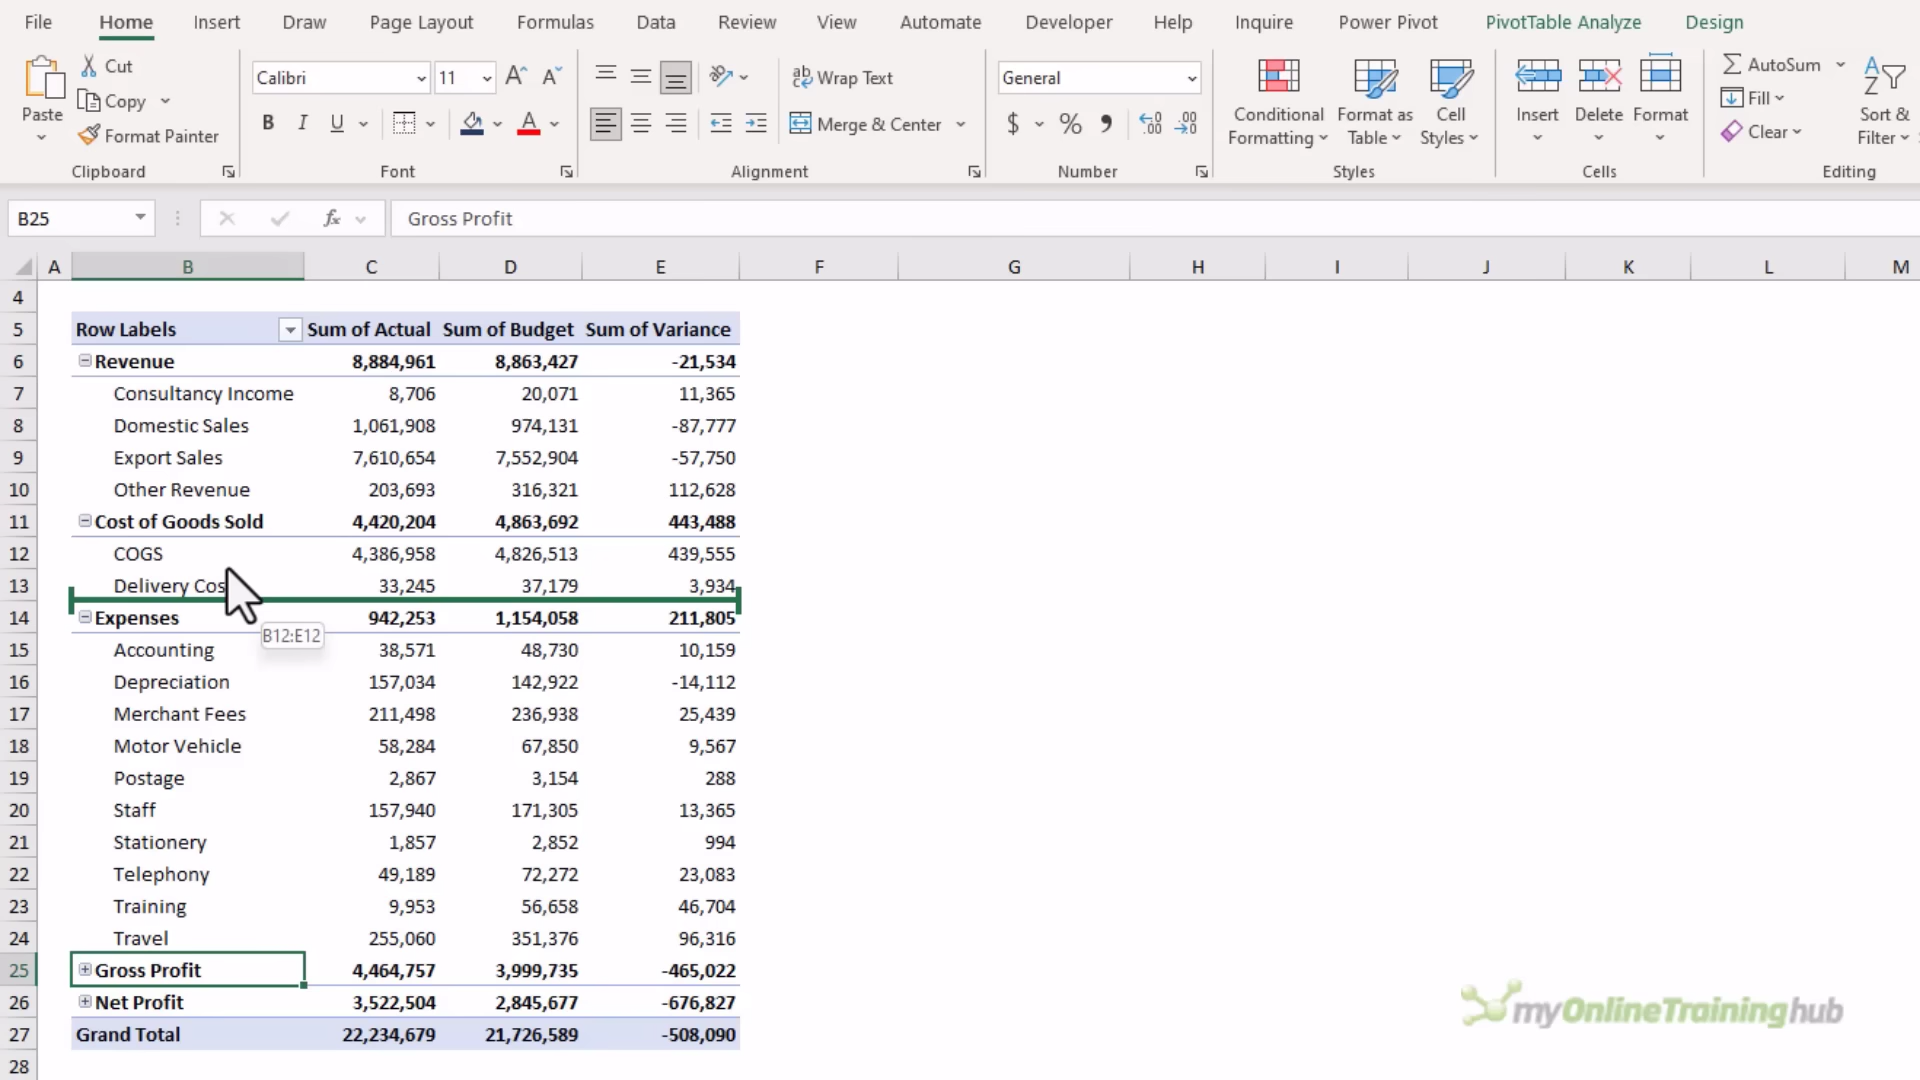 File Home Insert Draw Page Layout Formulas Data Review View Automate Developer Help Inquire Power Pivot PivotTable Analyze Design
Cut
Copy
Format Painter
Paste
Clipboard
Calibri 11
B I U
Font
Wrap Text
Merge & Center
Alignment
General
$ % 9
Number
Conditional Formatting
Format as Table
Cell Styles
Styles
Insert Delete Format
Cells
AutoSum
Fill
Clear
Sort & Filter
Editing
B25 fx Gross Profit
A B C D E F G H I J K L M
4
5 Row Labels Sum of Actual Sum of Budget Sum of Variance
6 Revenue 8,884,961 8,863,427 -21,534
7 Consultancy Income 8,706 20,071 11,365
8 Domestic Sales 1,061,908 974,131 -87,777
9 Export Sales 7,610,654 7,552,904 -57,750
10 Other Revenue 203,693 316,321 112,628
11 Cost of Goods Sold 4,420,204 4,863,692 443,488
12 COGS 4,386,958 4,826,513 439,555
13 Delivery Cos 33,245 37,179 3,934
14 Expenses 942,253 1,154,058 211,805
B12:E12
15 Accounting 38,571 48,730 10,159
16 Depreciation 157,034 142,922 -14,112
17 Merchant Fees 211,498 236,938 25,439
18 Motor Vehicle 58,284 67,850 9,567
19 Postage 2,867 3,154 288
20 Staff 157,940 171,305 13,365
21 Stationery 1,857 2,852 994
22 Telephony 49,189 72,272 23,083
23 Training 9,953 56,658 46,704
24 Travel 255,060 351,376 96,316
25 Gross Profit 4,464,757 3,999,735 -465,022
26 Net Profit 3,522,504 2,845,677 -676,827
27 Grand Total 22,234,679 21,726,589 -508,090
28
myOnlineTraininghub